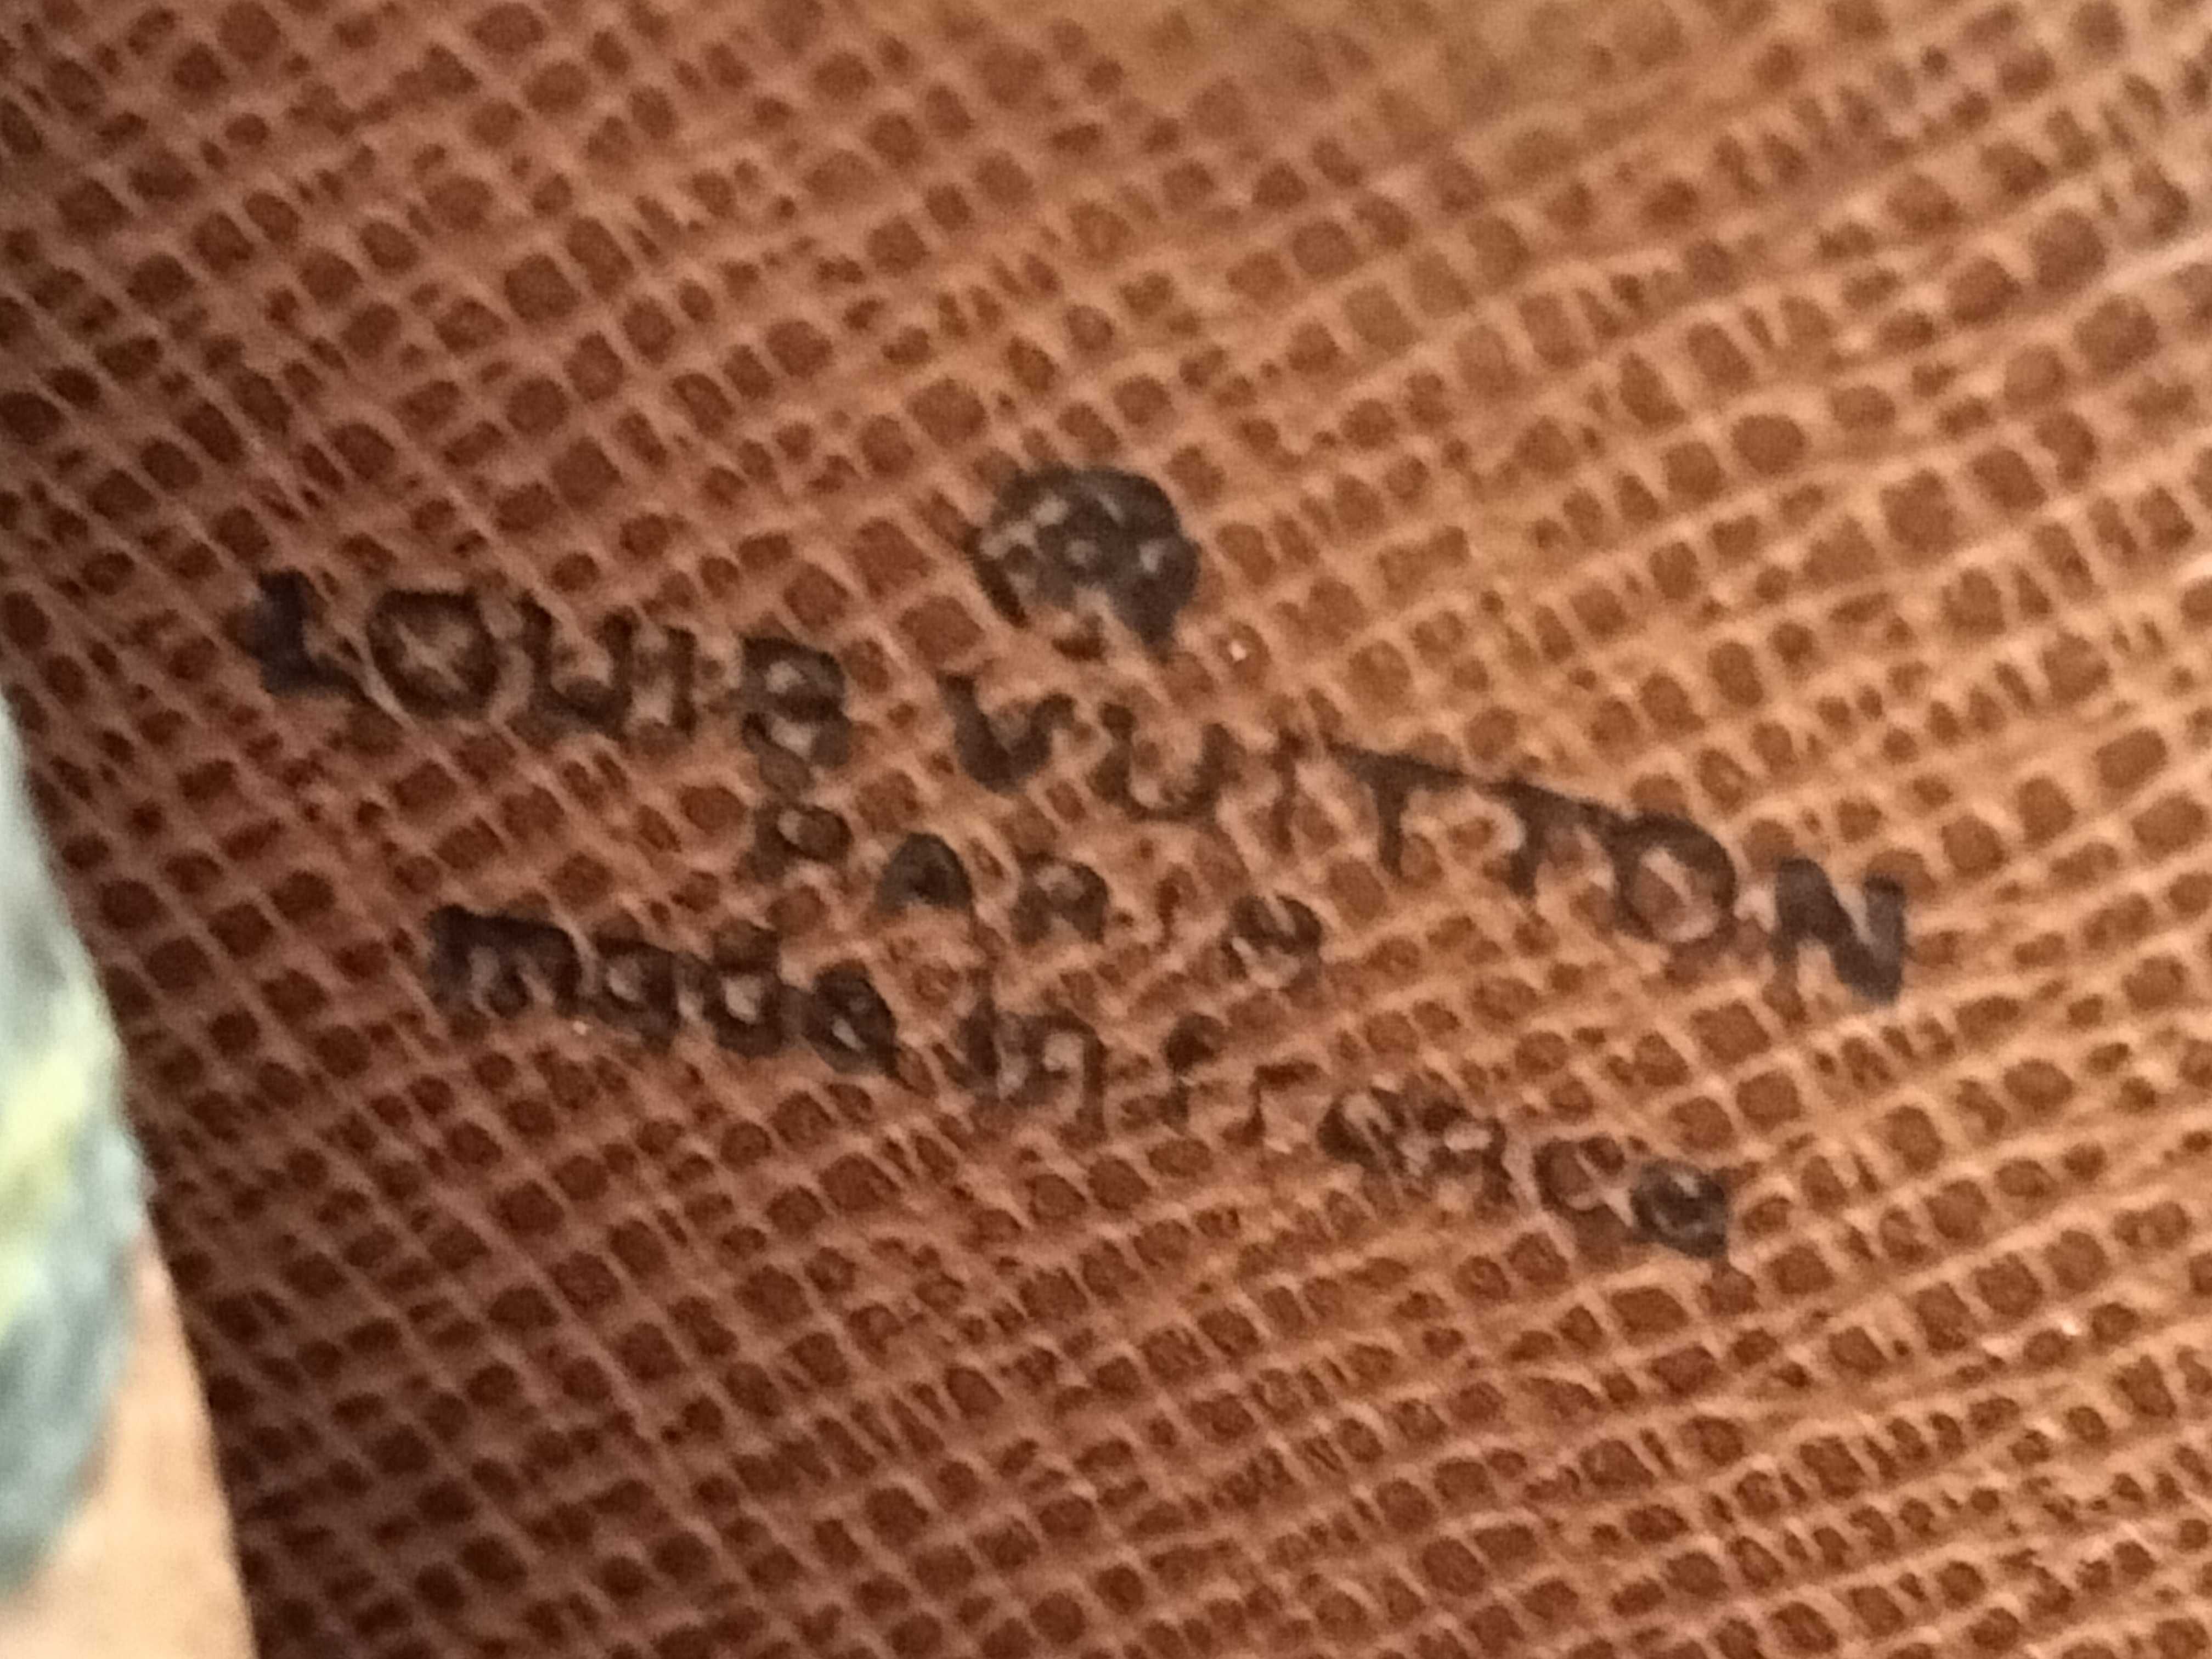 ®
LOUIS VUITTON
PARIS
made in France